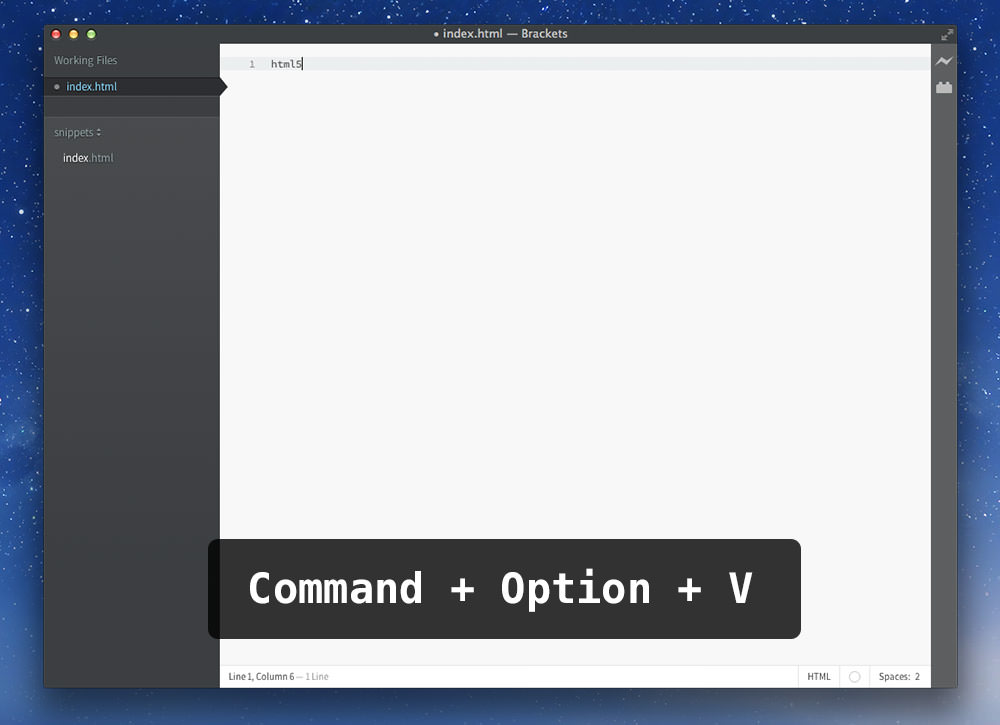 • index.html — Brackets
Working Files
index.html
snippets
index.html
1 html5
Command + Option + V
Line 1, Column 6 — 1 Line
HTML
Spaces: 2